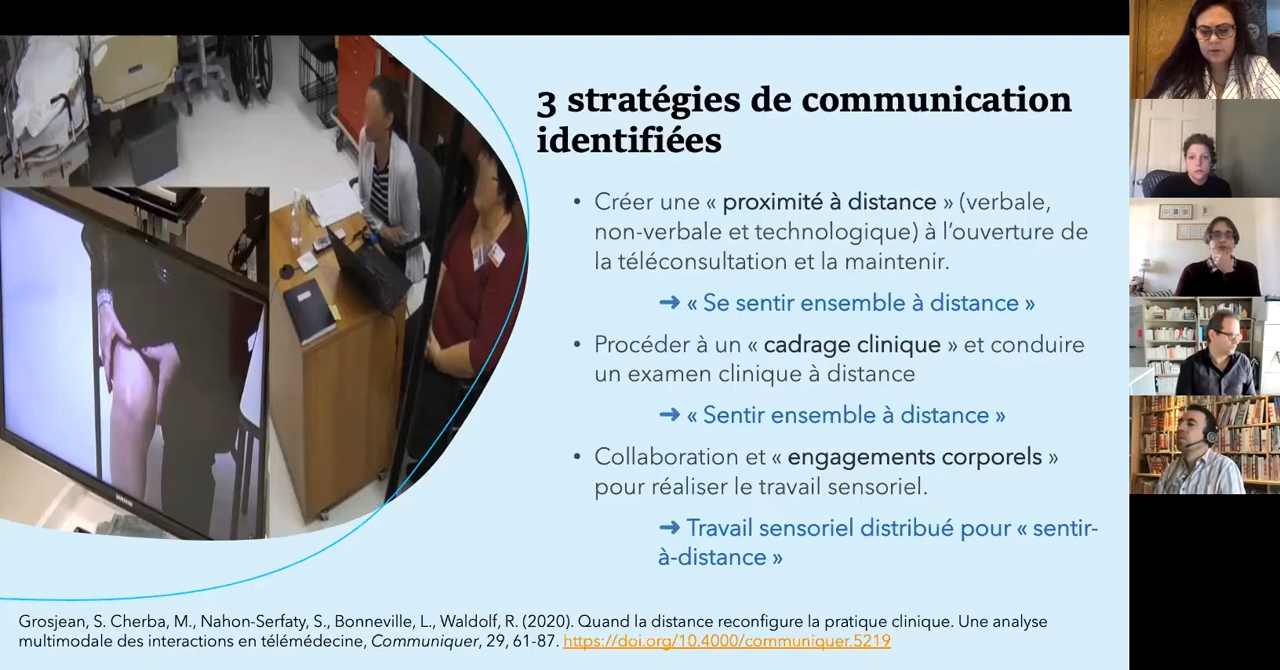 3 stratégies de communication
identifiées
• Créer une « proximité à distance » (verbale,
non-verbale et technologique) à l’ouverture de
la téléconsultation et la maintenir.
➞ « Se sentir ensemble à distance »
• Procéder à un « cadrage clinique » et conduire
un examen clinique à distance
➞ « Sentir ensemble à distance »
• Collaboration et « engagements corporels »
pour réaliser le travail sensoriel.
➞ Travail sensoriel distribué pour « sentir-
à-distance »
SAMSUNG
Grosjean, S. Cherba, M., Nahon-Serfaty, S., Bonneville, L., Waldolf, R. (2020). Quand la distance reconfigure la pratique clinique. Une analyse
multimodale des interactions en télémédecine, Communiquer, 29, 61-87. https://doi.org/10.4000/communiquer.5219